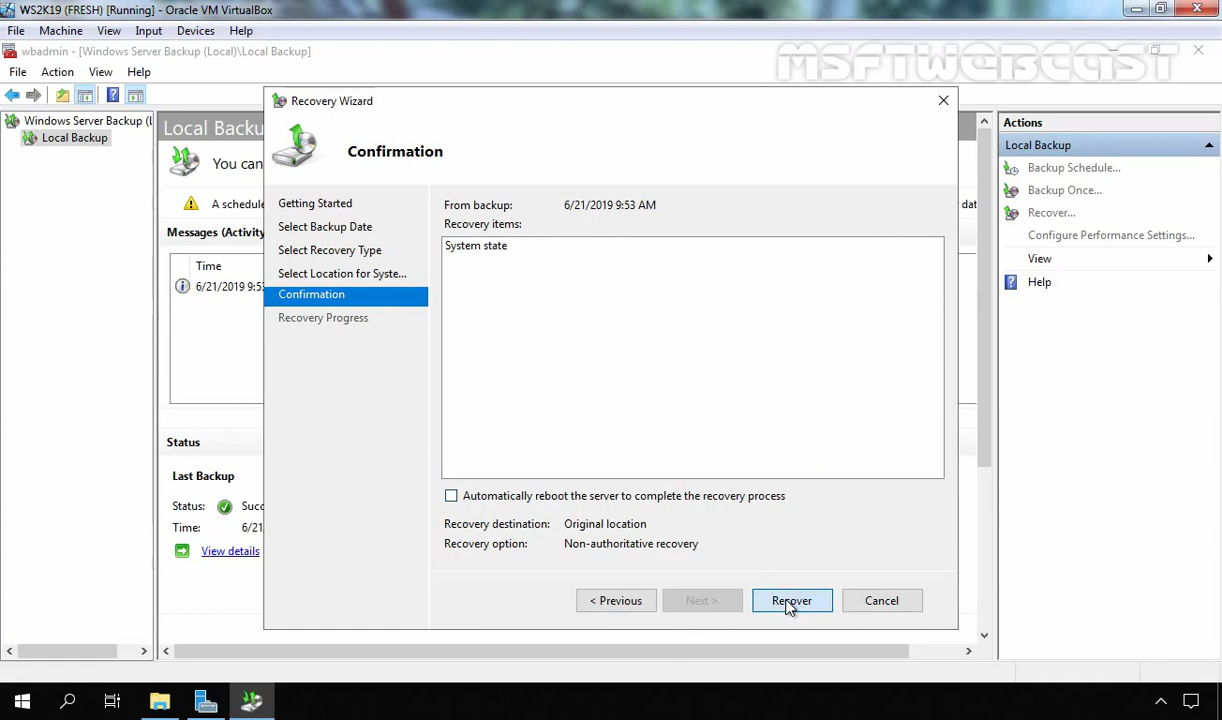 WS2K19 (FRESH) [Running] - Oracle VM VirtualBox
File Machine View Input Devices Help
wbadmin - [Windows Server Backup (Local)\Local Backup]
MSFTWEBCAST
File Action View Help
Windows Server Backup (L
Local Backup
Local Backu
You can
A schedule
dat
Messages (Activity
Time
6/21/2019 9:53
Status
Last Backup
Status: Succ
Time: 6/21
View details
Recovery Wizard
Confirmation
Getting Started
Select Backup Date
Select Recovery Type
Select Location for Syste...
Confirmation
Recovery Progress
From backup: 6/21/2019 9:53 AM
Recovery items:
System state
Automatically reboot the server to complete the recovery process
Recovery destination: Original location
Recovery option: Non-authoritative recovery
< Previous Next > Recover Cancel
Actions
Local Backup
Backup Schedule...
Backup Once...
Recover...
Configure Performance Settings...
View
Help